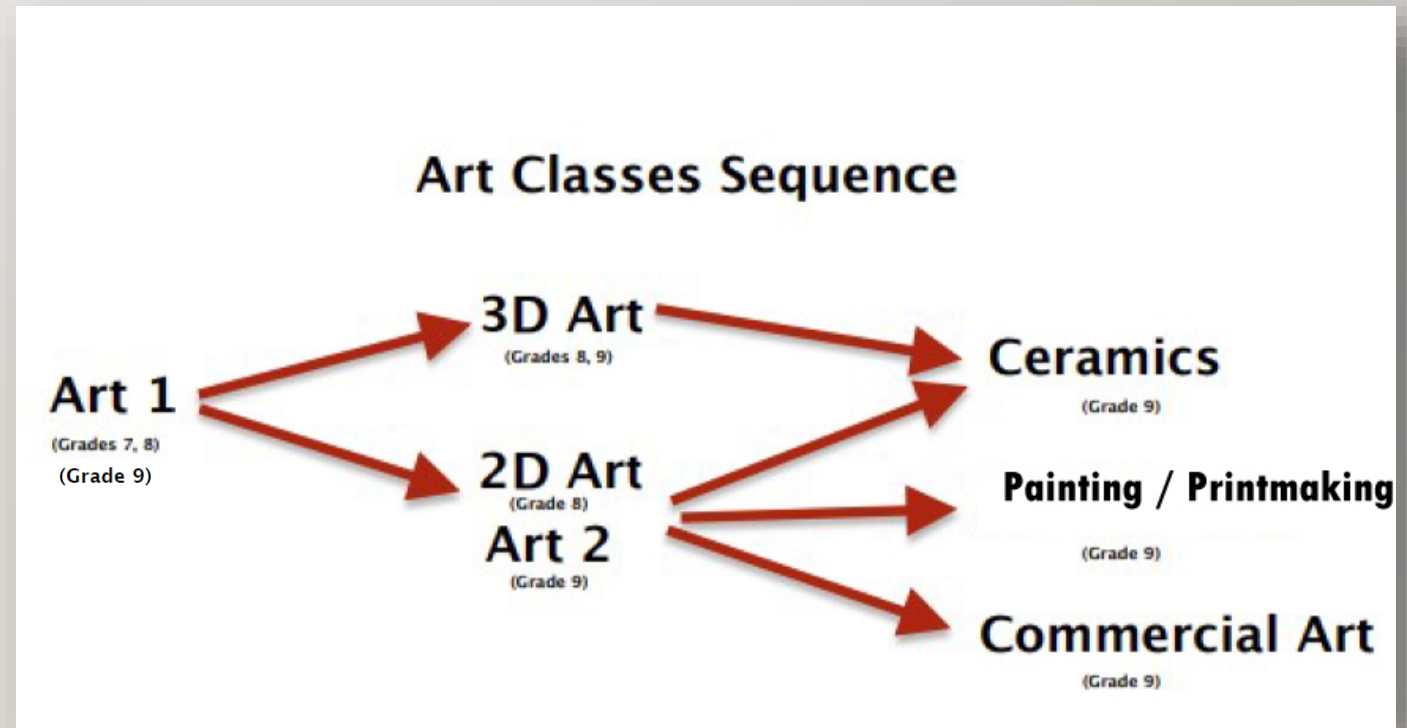 Art Classes Sequence
Art 1
(Grades 7, 8)
(Grade 9)
3D Art
(Grades 8, 9)
2D Art
(Grade 8)
Art 2
(Grade 9)
Ceramics
(Grade 9)
Painting / Printmaking
(Grade 9)
Commercial Art
(Grade 9)